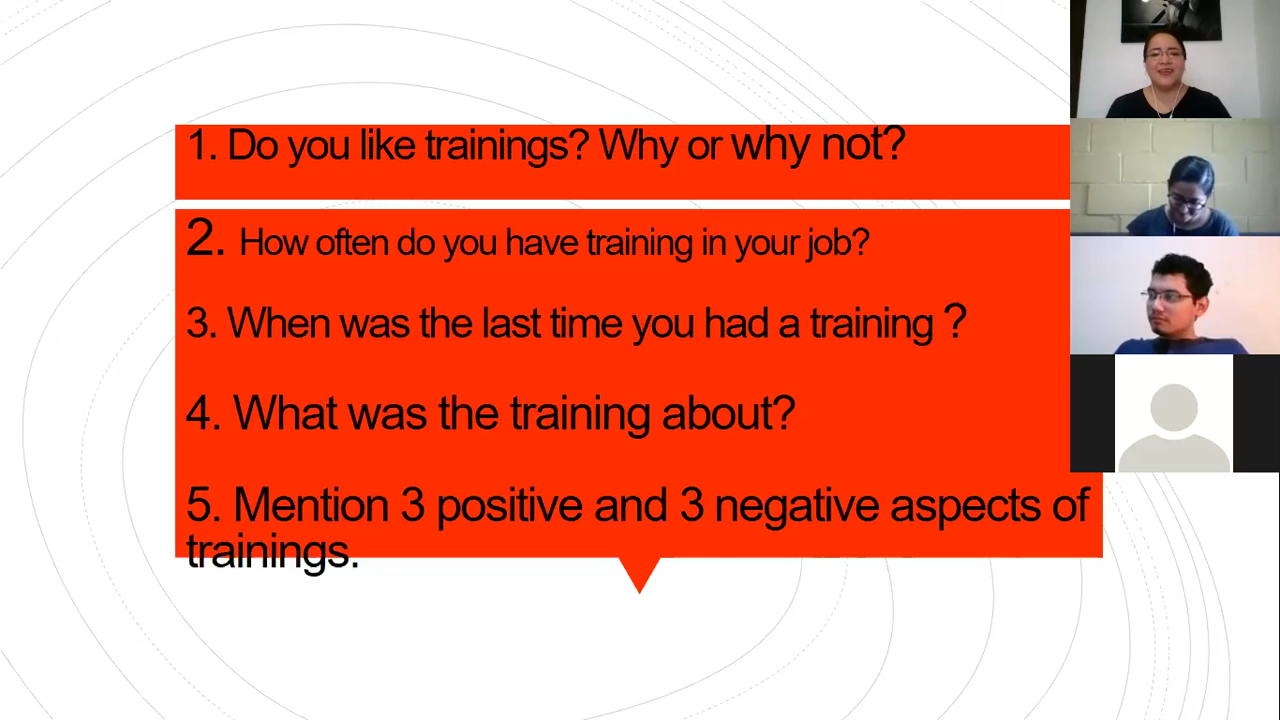 1. Do you like trainings? Why or why not?
2. How often do you have training in your job?
3. When was the last time you had a training ?
4. What was the training about?
5. Mention 3 positive and 3 negative aspects of
trainings.